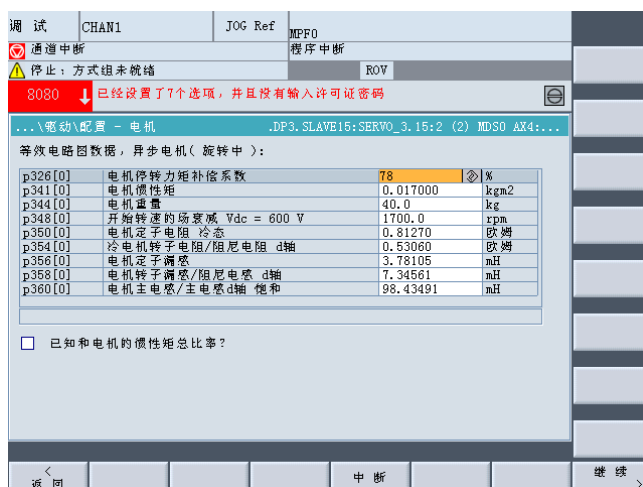 调 试 CHAN1 JOG Ref MPF0
通道中断 程序中断
停止：方式组未就绪 ROV
8080 已经设置了7个选项，并且没有输入许可证密码
...\驱动\配置 - 电机 .DP3.SLAVE15:SERVO_3.15:2 (2) MDS0 AX4:...
等效电路图数据，异步电机( 旋转中 ):
p326[0] 电机停转力矩补偿系数 78 %
p341[0] 电机惯性矩 0.017000 kgm2
p344[0] 电机重量 40.0 kg
p348[0] 开始转速的场衰减 Vdc = 600 V 1700.0 rpm
p350[0] 电机定子电阻 冷态 0.81270 欧姆
p354[0] 冷电机转子电阻/阻尼电阻 d轴 0.53060 欧姆
p356[0] 电机定子漏感 3.78105 mH
p358[0] 电机转子漏感/阻尼电感 d轴 7.34561 mH
p360[0] 电机主电感/主电感d轴 饱和 98.43491 mH
已知和电机的惯性矩总比率？
< 返 回 中 断 继 续 >